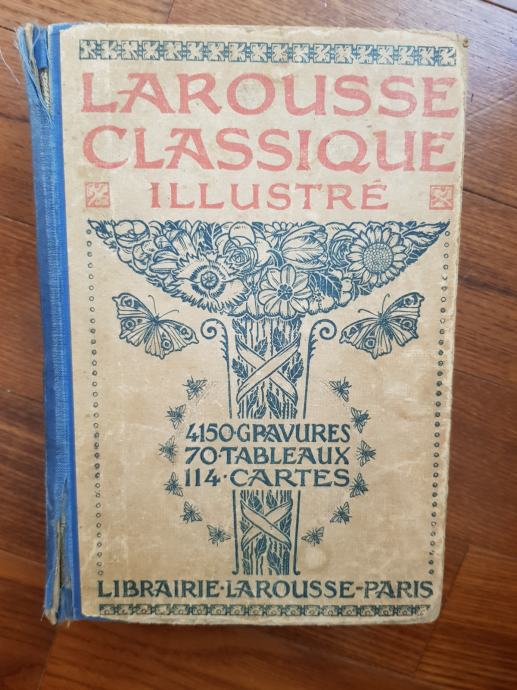 LAROUSSE
CLASSIQUE
ILLUSTRÉ
4150·GRAVURES
70·TABLEAUX
114·CARTES
LIBRAIRIE·LAROUSSE-PARIS